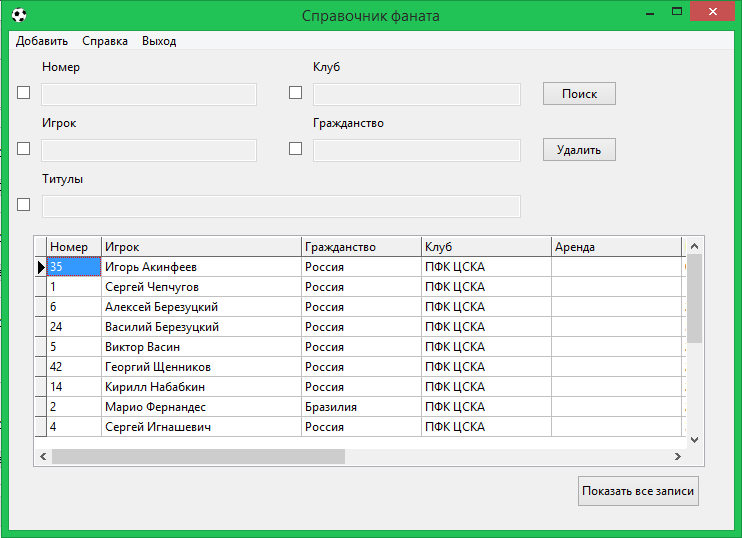 Справочник фаната
Добавить Справка Выход
Номер Клуб
Поиск
Игрок Гражданство
Удалить
Титулы
Номер Игрок Гражданство Клуб Аренда
35 Игорь Акинфеев Россия ПФК ЦСКА
1 Сергей Чепчугов Россия ПФК ЦСКА
6 Алексей Березуцкий Россия ПФК ЦСКА
24 Василий Березуцкий Россия ПФК ЦСКА
5 Виктор Васин Россия ПФК ЦСКА
42 Георгий Щенников Россия ПФК ЦСКА
14 Кирилл Набабкин Россия ПФК ЦСКА
2 Марио Фернандес Бразилия ПФК ЦСКА
4 Сергей Игнашевич Россия ПФК ЦСКА
Показать все записи